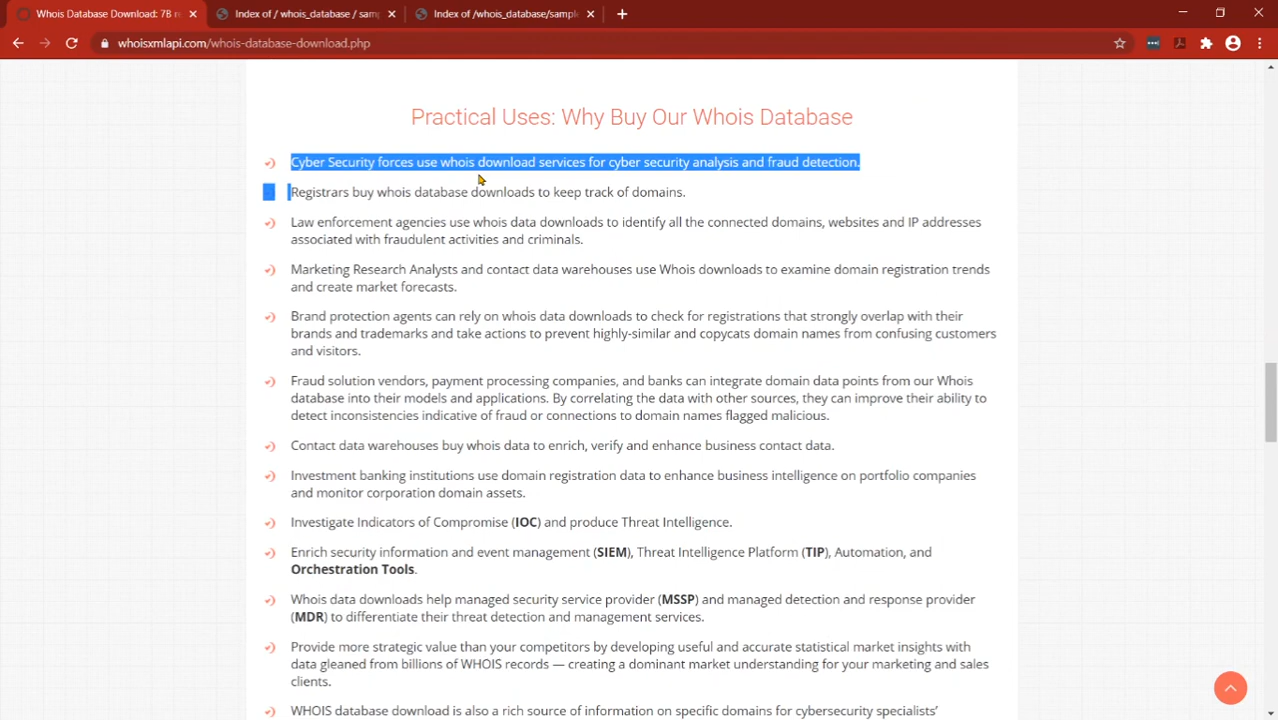 Whois Database Download: 7B r
Index of / whois_database / sam
Index of /whois_database/sampl
whoisxmlapi.com/whois-database-download.php
Practical Uses: Why Buy Our Whois Database
Cyber Security forces use whois download services for cyber security analysis and fraud detection.
Registrars buy whois database downloads to keep track of domains.
Law enforcement agencies use whois data downloads to identify all the connected domains, websites and IP addresses
associated with fraudulent activities and criminals.
Marketing Research Analysts and contact data warehouses use Whois downloads to examine domain registration trends
and create market forecasts.
Brand protection agents can rely on whois data downloads to check for registrations that strongly overlap with their
brands and trademarks and take actions to prevent highly-similar and copycats domain names from confusing customers
and visitors.
Fraud solution vendors, payment processing companies, and banks can integrate domain data points from our Whois
database into their models and applications. By correlating the data with other sources, they can improve their ability to
detect inconsistencies indicative of fraud or connections to domain names flagged malicious.
Contact data warehouses buy whois data to enrich, verify and enhance business contact data.
Investment banking institutions use domain registration data to enhance business intelligence on portfolio companies
and monitor corporation domain assets.
Investigate Indicators of Compromise (IOC) and produce Threat Intelligence.
Enrich security information and event management (SIEM), Threat Intelligence Platform (TIP), Automation, and
Orchestration Tools.
Whois data downloads help managed security service provider (MSSP) and managed detection and response provider
(MDR) to differentiate their threat detection and management services.
Provide more strategic value than your competitors by developing useful and accurate statistical market insights with
data gleaned from billions of WHOIS records — creating a dominant market understanding for your marketing and sales
clients.
WHOIS database download is also a rich source of information on specific domains for cybersecurity specialists'